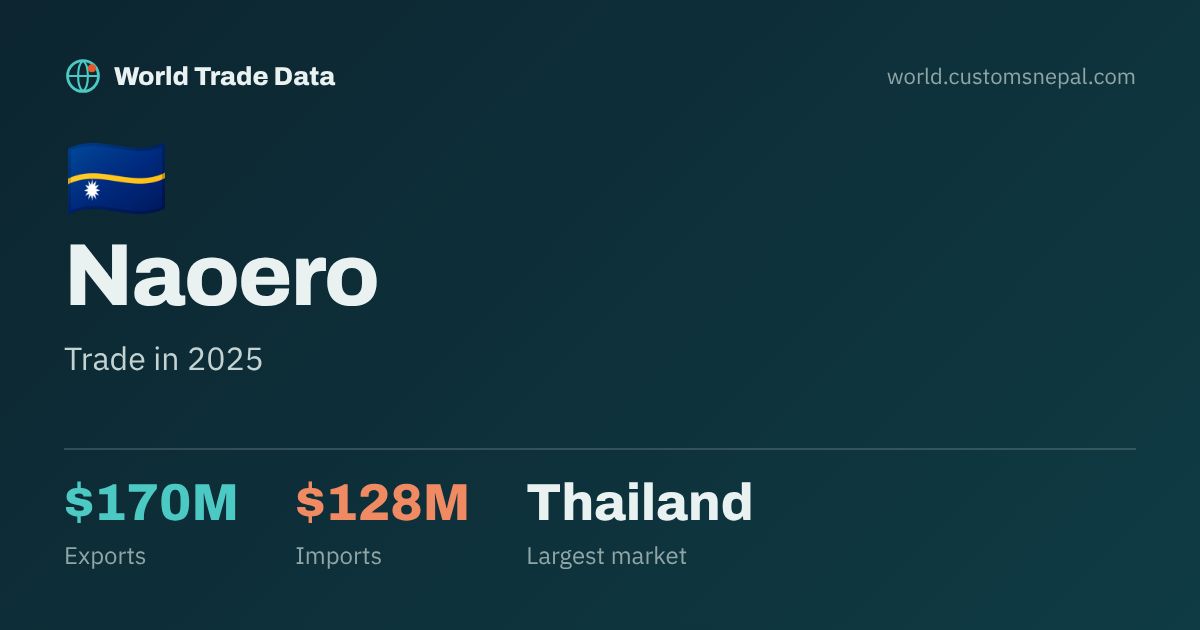 World Trade Data
world.customsnepal.com
Naoero
Trade in 2025
$170M $128M Thailand
Exports Imports Largest market